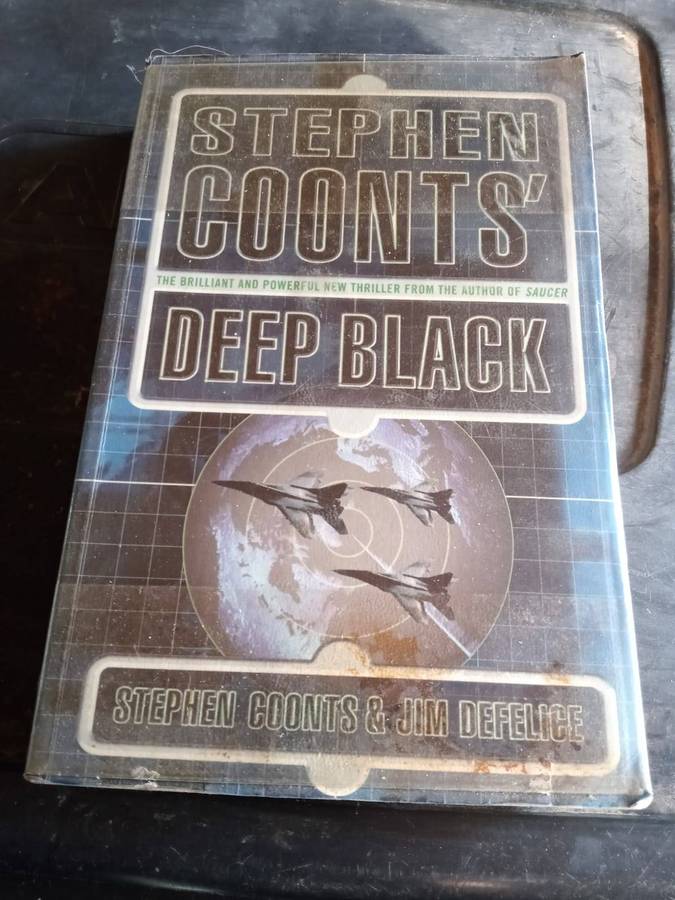 STEPHEN
COONTS'
THE BRILLIANT AND POWERFUL NEW THRILLER FROM THE AUTHOR OF SAUCER
DEEP BLACK
STEPHEN COONTS & JIM DEFELICE